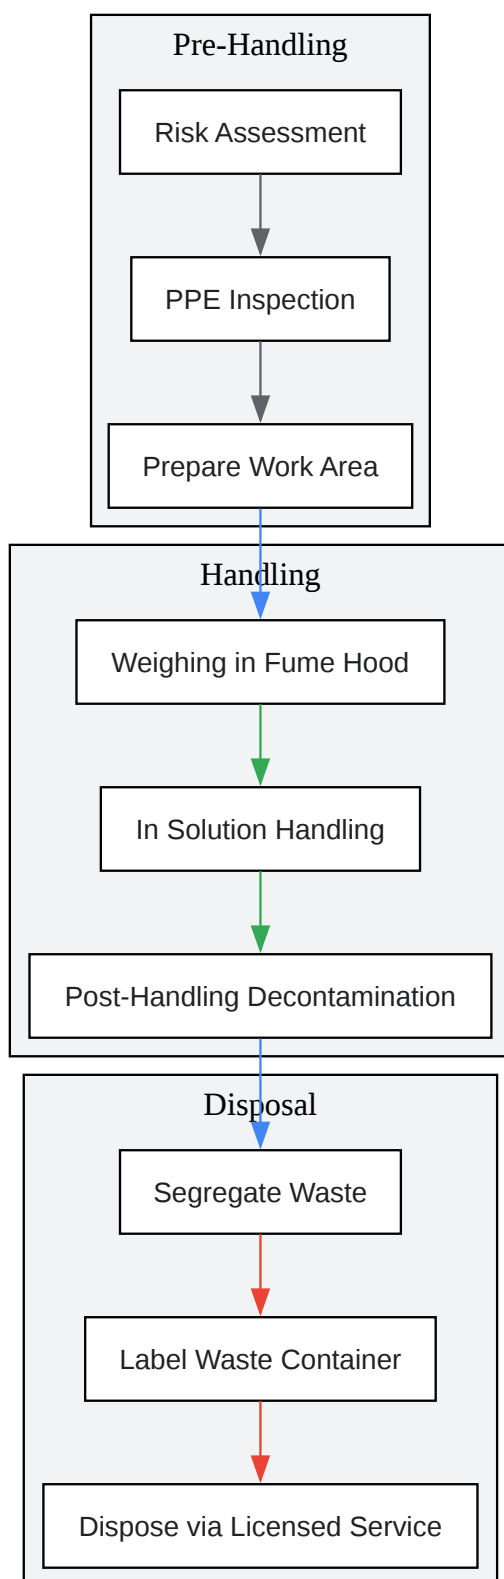 Pre-Handling
Risk Assessment
PPE Inspection
Prepare Work Area
Handling
Weighing in Fume Hood
In Solution Handling
Post-Handling Decontamination
Disposal
Segregate Waste
Label Waste Container
Dispose via Licensed Service